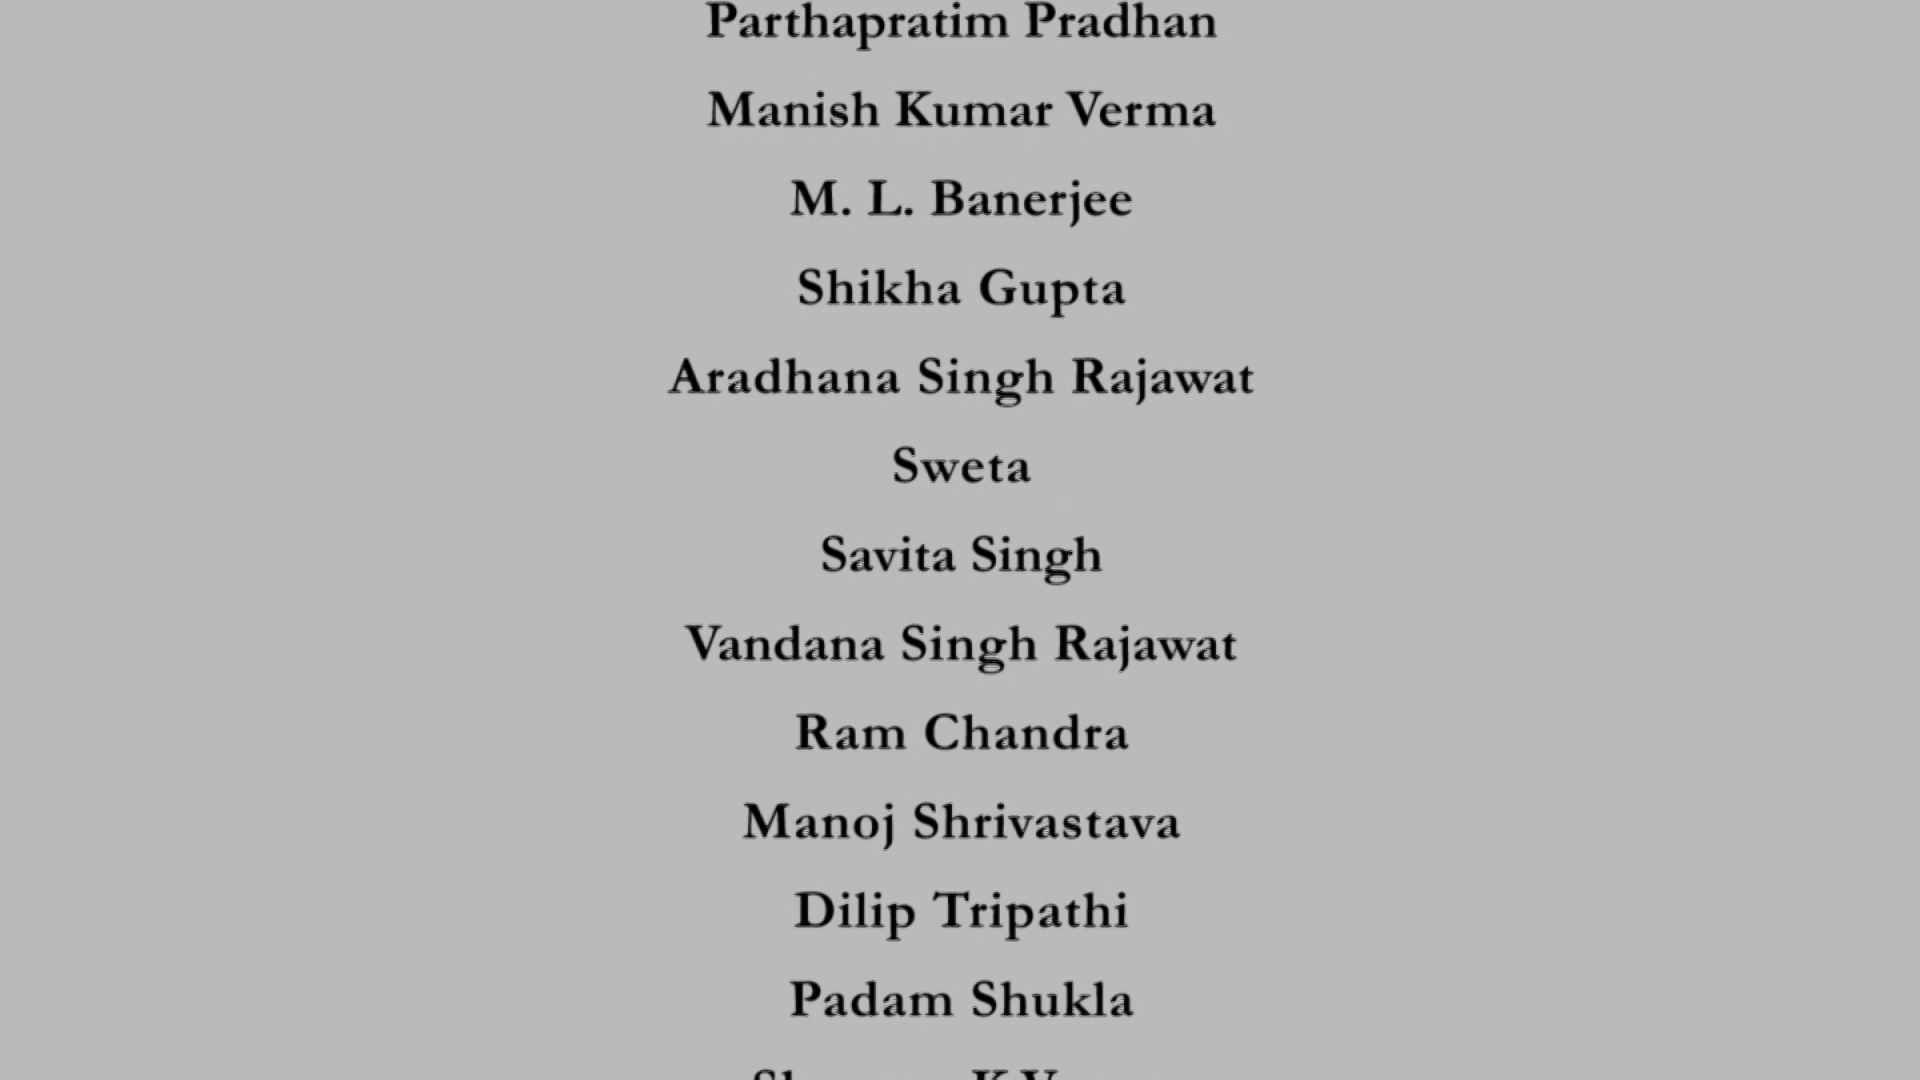 Parthapratim Pradhan
Manish Kumar Verma
M. L. Banerjee
Shikha Gupta
Aradhana Singh Rajawat
Sweta
Savita Singh
Vandana Singh Rajawat
Ram Chandra
Manoj Shrivastava
Dilip Tripathi
Padam Shukla